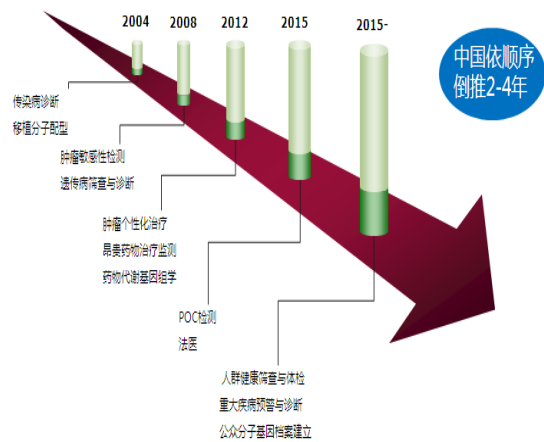 2004
2008
2012
2015
2015-
中国依顺序
倒推2-4年
传染病诊断
移植分子配型
肿瘤敏感性检测
遗传病筛查与诊断
肿瘤个性化治疗
昂贵药物治疗监测
药物代谢基因组学
POC检测
法医
人群健康筛查与体检
重大疾病预警与诊断
公众分子基因档案建立